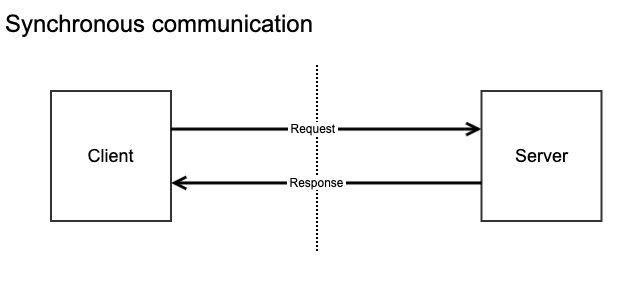 Synchronous communication
Request
Client
Server
Response